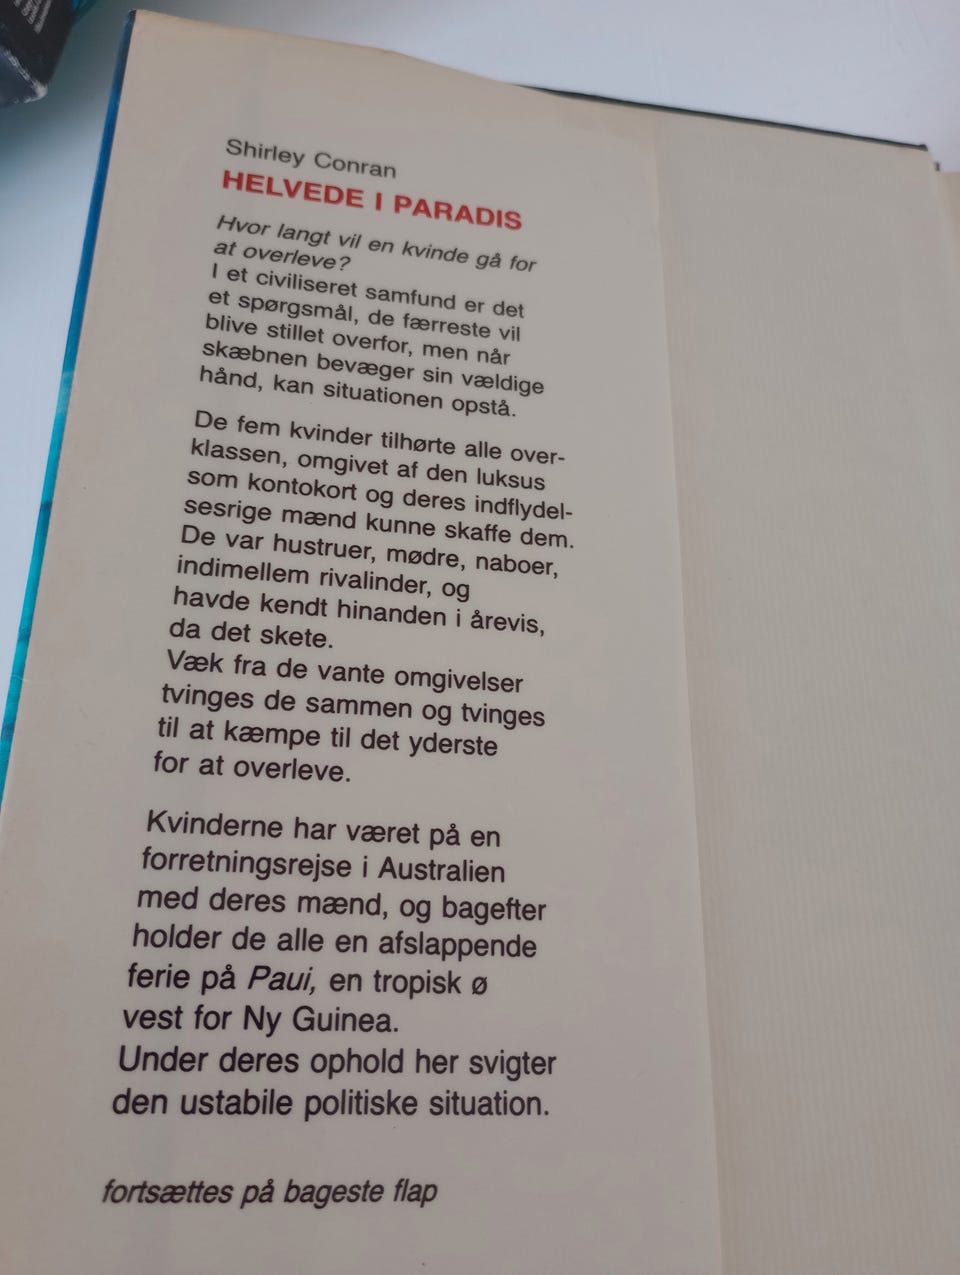 Shirley Conran
HELVEDE I PARADIS
Hvor langt vil en kvinde gå for
at overleve?
I et civiliseret samfund er det
et spørgsmål, de færreste vil
blive stillet overfor, men når
skæbnen bevæger sin vældige
hånd, kan situationen opstå.
De fem kvinder tilhørte alle over-
klassen, omgivet af den luksus
som kontokort og deres indflydel-
sesrige mænd kunne skaffe dem.
De var hustruer, mødre, naboer,
indimellem rivalinder, og
havde kendt hinanden i årevis,
da det skete.
Væk fra de vante omgivelser
tvinges de sammen og tvinges
til at kæmpe til det yderste
for at overleve.
Kvinderne har været på en
forretningsrejse i Australien
med deres mænd, og bagefter
holder de alle en afslappende
ferie på Paui, en tropisk ø
vest for Ny Guinea.
Under deres ophold her svigter
den ustabile politiske situation.
fortsættes på bageste flap